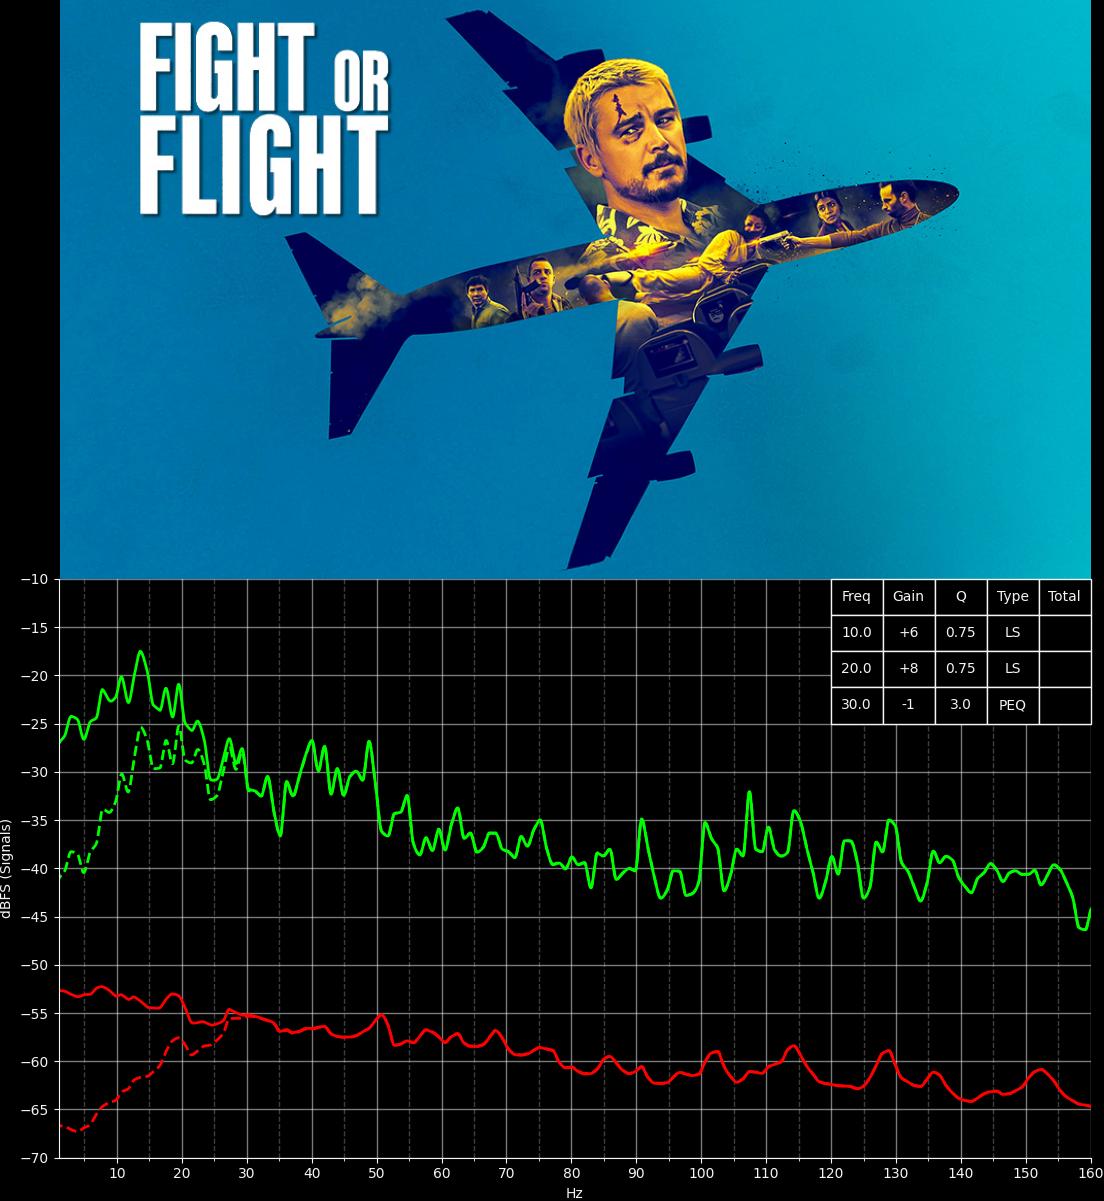 FIGHT OR
FLIGHT
Freq Gain Q Type Total
10.0 +6 0.75 LS
20.0 +8 0.75 LS
30.0 -1 3.0 PEQ
−10
−15
−20
−25
−30
−35
−40
−45
−50
−55
−60
−65
−70
dBFS (Signals)
10 20 30 40 50 60 70 80 90 100 110 120 130 140 150 160
Hz